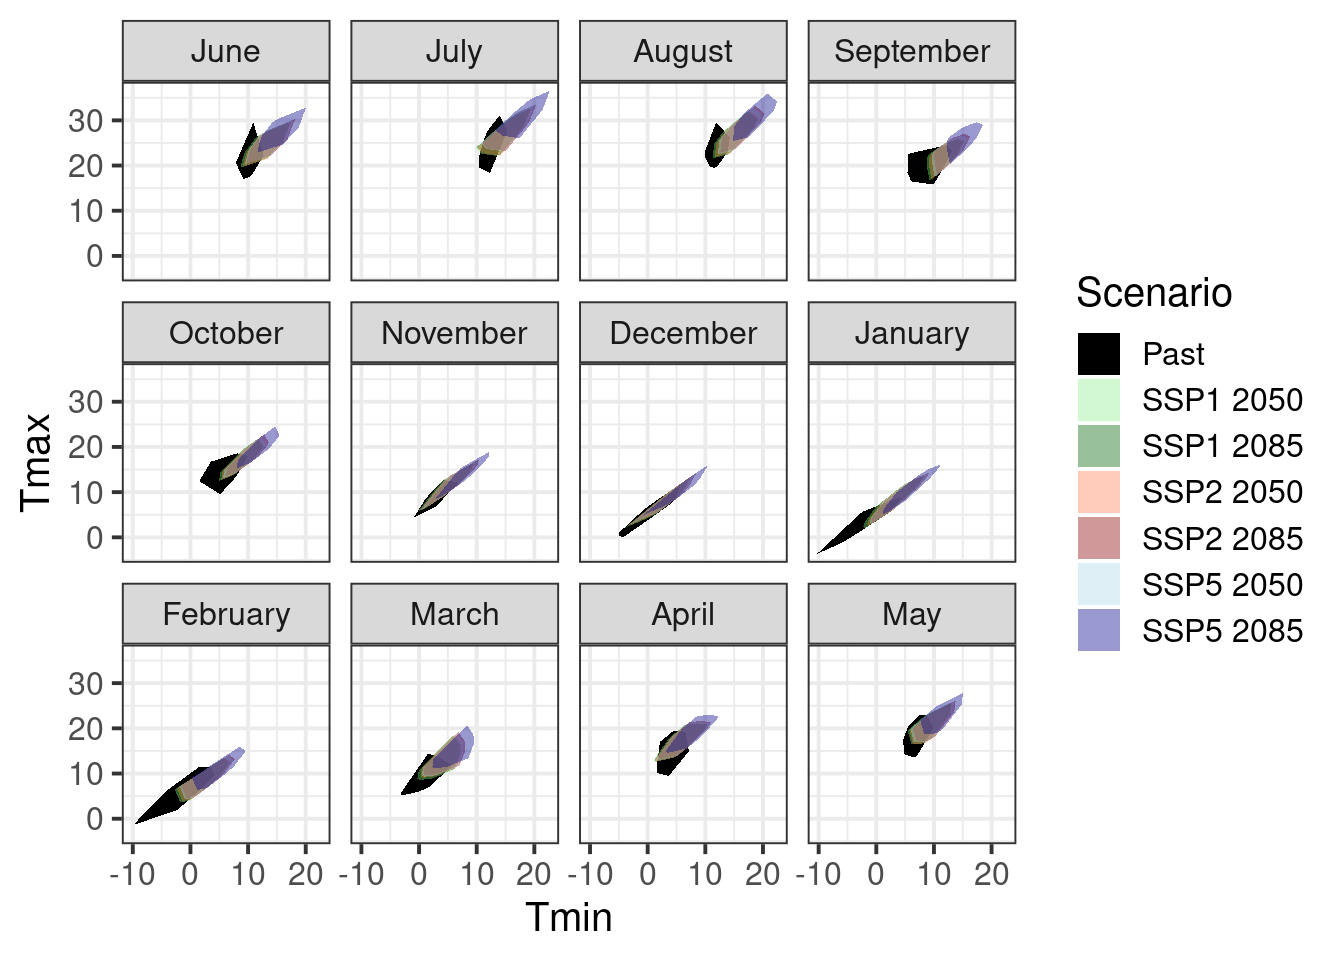 June
July
August
September
30
20
10
0
October
November
December
January
30
20
10
0
February
March
April
May
30
20
10
0
-10 0 10 20
-10 0 10 20
-10 0 10 20
-10 0 10 20
Tmin
Tmax
Scenario
Past
SSP1 2050
SSP1 2085
SSP2 2050
SSP2 2085
SSP5 2050
SSP5 2085